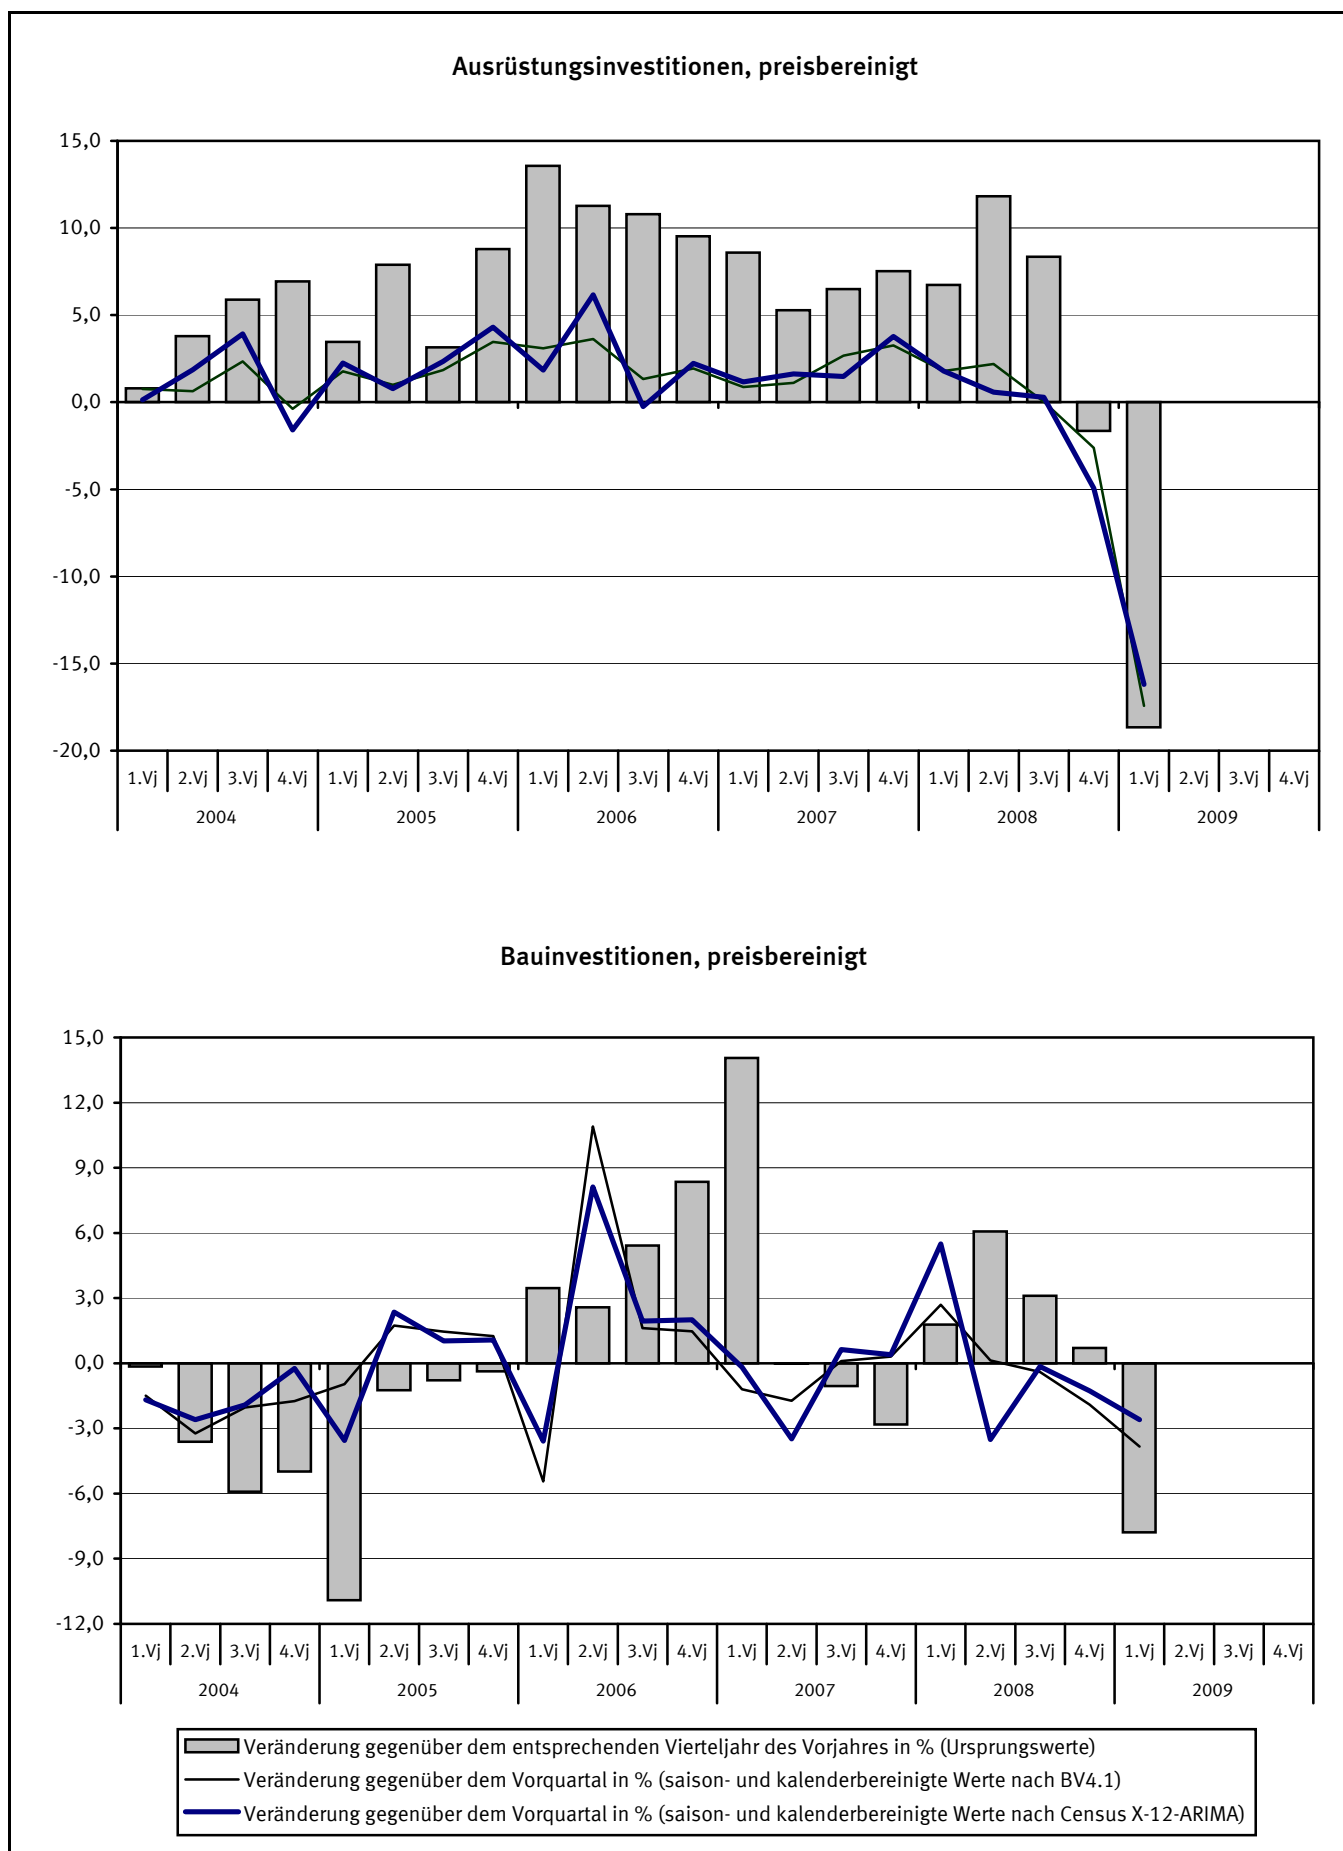 Ausrüstungsinvestitionen, preisbereinigt
15,0
10,0
5,0
0,0
-5,0
-10,0
-15,0
-20,0
1.Vj 2.Vj 3.Vj 4.Vj 1.Vj 2.Vj 3.Vj 4.Vj 1.Vj 2.Vj 3.Vj 4.Vj 1.Vj 2.Vj 3.Vj 4.Vj 1.Vj 2.Vj 3.Vj 4.Vj 1.Vj 2.Vj 3.Vj 4.Vj
2004 2005 2006 2007 2008 2009
Bauinvestitionen, preisbereinigt
15,0
12,0
9,0
6,0
3,0
0,0
-3,0
-6,0
-9,0
-12,0
1.Vj 2.Vj 3.Vj 4.Vj 1.Vj 2.Vj 3.Vj 4.Vj 1.Vj 2.Vj 3.Vj 4.Vj 1.Vj 2.Vj 3.Vj 4.Vj 1.Vj 2.Vj 3.Vj 4.Vj 1.Vj 2.Vj 3.Vj 4.Vj
2004 2005 2006 2007 2008 2009
Veränderung gegenüber dem entsprechenden Vierteljahr des Vorjahres in % (Ursprungswerte)
Veränderung gegenüber dem Vorquartal in % (saison- und kalenderbereinigte Werte nach BV4.1)
Veränderung gegenüber dem Vorquartal in % (saison- und kalenderbereinigte Werte nach Census X-12-ARIMA)